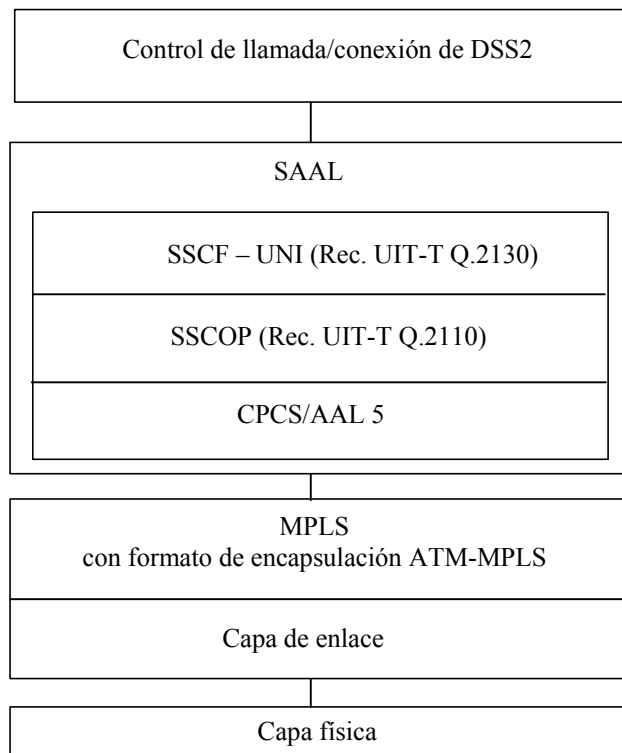 Control de llamada/conexión de DSS2
SAAL
SSCF – UNI (Rec. UIT-T Q.2130)
SSCOP (Rec. UIT-T Q.2110)
CPCS/AAL 5
MPLS
con formato de encapsulación ATM-MPLS
Capa de enlace
Capa física